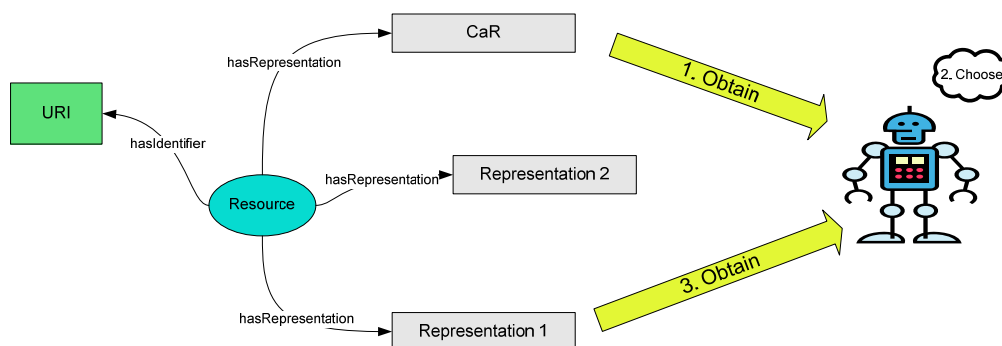 CaR
hasRepresentation
1. Obtain
2. Choose
URI
hasIdentifier
hasRepresentation
Representation 2
Resource
3. Obtain
hasRepresentation
Representation 1